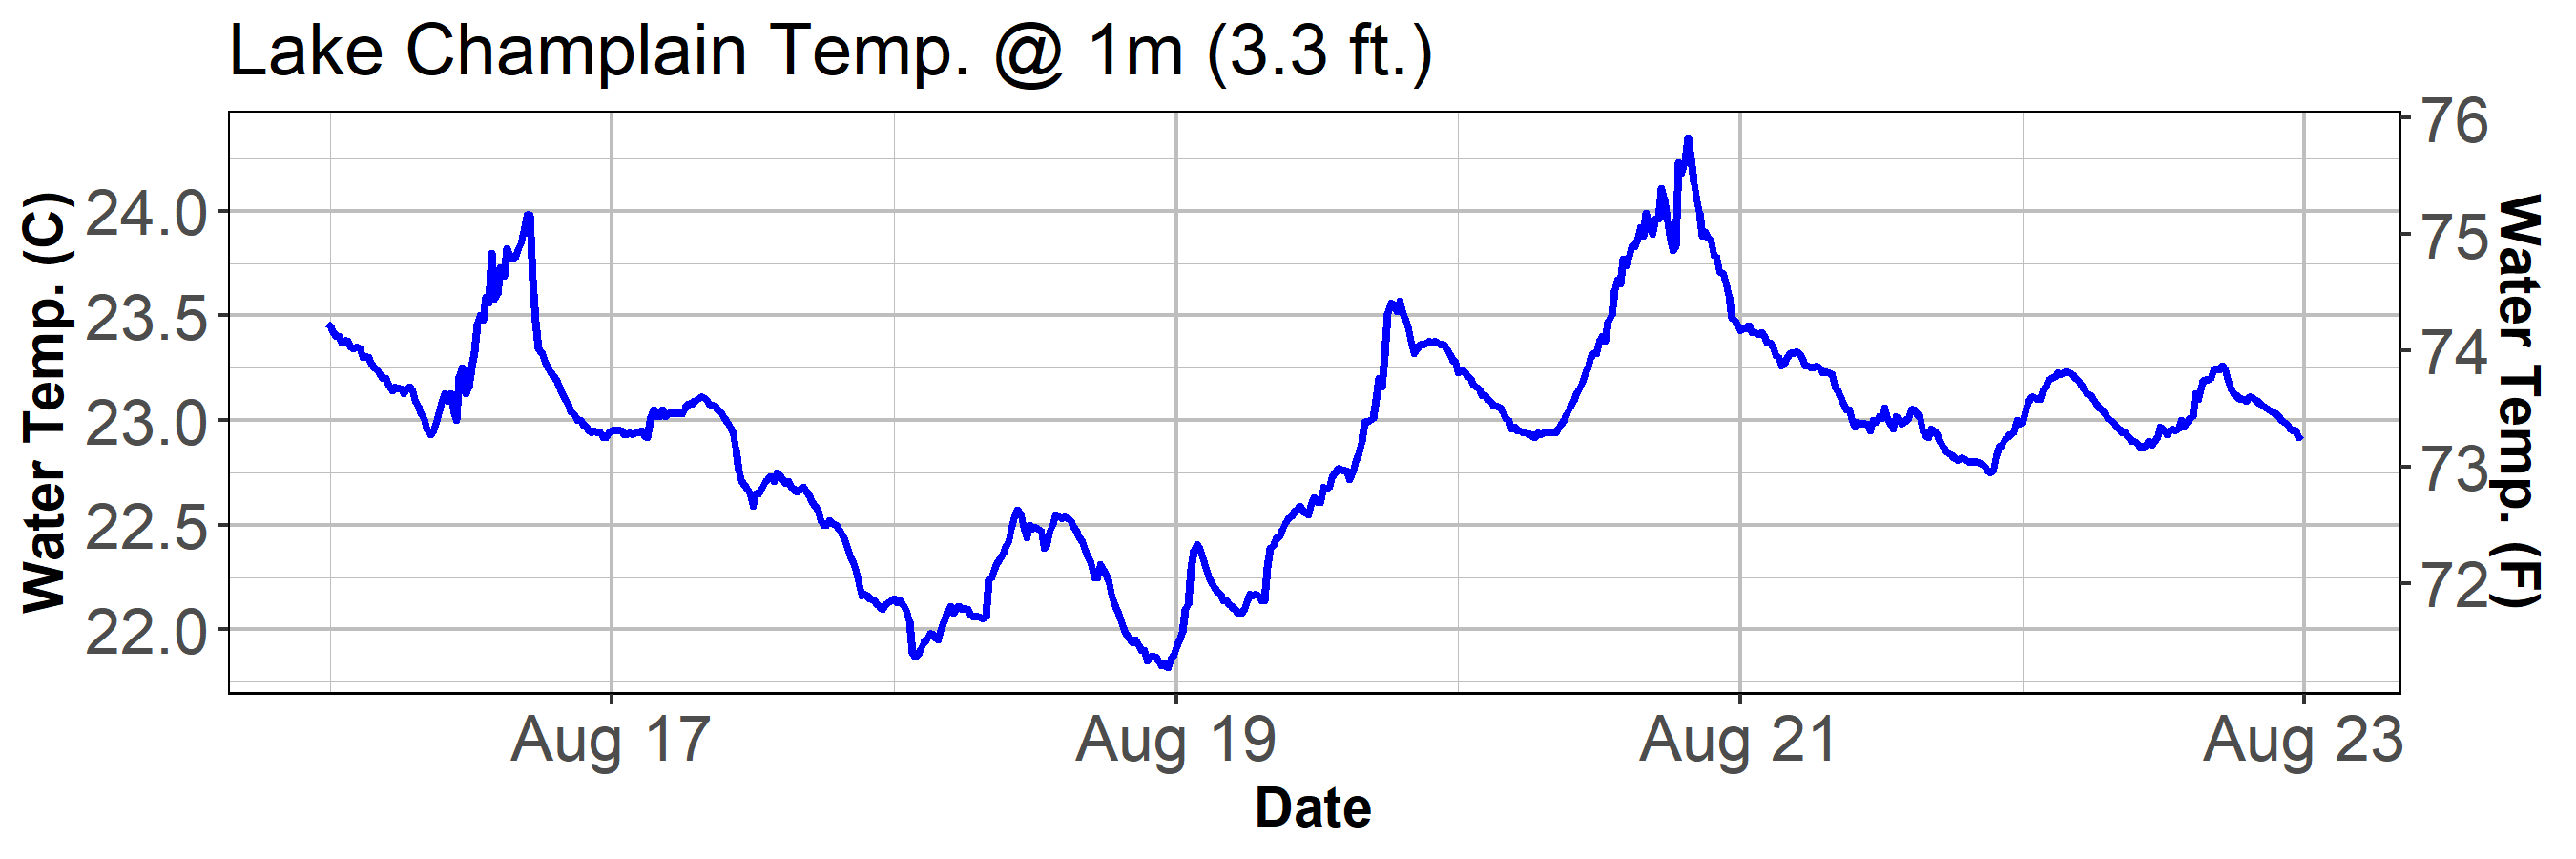 Lake Champlain Temp. @ 1m (3.3 ft.)
Water Temp. (C)
24.0
23.5
23.0
22.5
22.0
76
75
74
73
72
Water Temp. (F)
Aug 17 Aug 19 Aug 21 Aug 23
Date